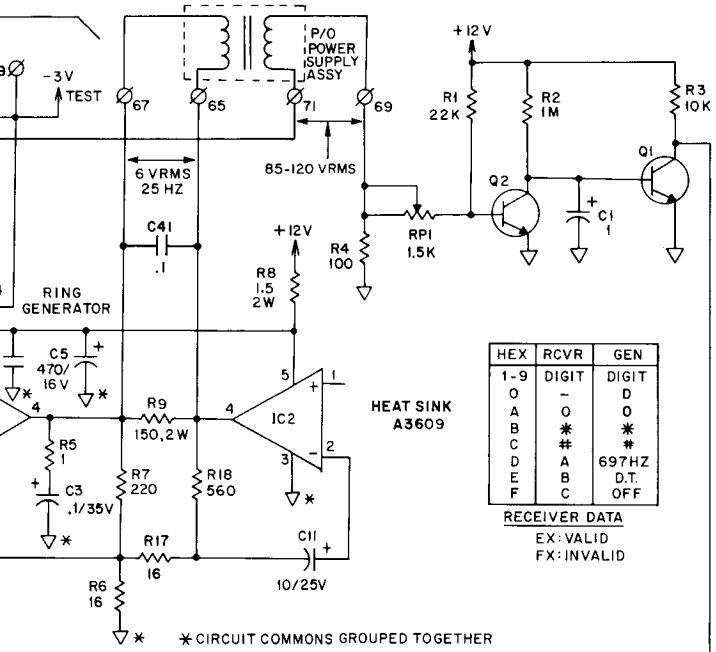 P/O
POWER
SUPPLY
ASSY
+12V
9
-3V
TEST
67
65
71
69
R1
22K
R2
1M
R3
10K
6 VRMS
25 HZ
85-120 VRMS
Q2
Q1
C41
.1
+12V
R4
100
RP1
1.5K
+
C1
1
R8
1.5
2W
RING
GENERATOR
C5
470/
16V
+
*
*
5
+
1
4
R9
150,2W
4
IC2
-
2
3
*
HEAT SINK
A3609
R5
1
+
C3
.1/35V
*
R7
220
R18
560
R17
16
C11
+
10/25V
R6
16
*
* CIRCUIT COMMONS GROUPED TOGETHER
HEX RCVR GEN
1-9 DIGIT DIGIT
0 - D
A 0 0
B * *
C # #
D A 697HZ
E B D.T.
F C OFF
RECEIVER DATA
EX:VALID
FX:INVALID